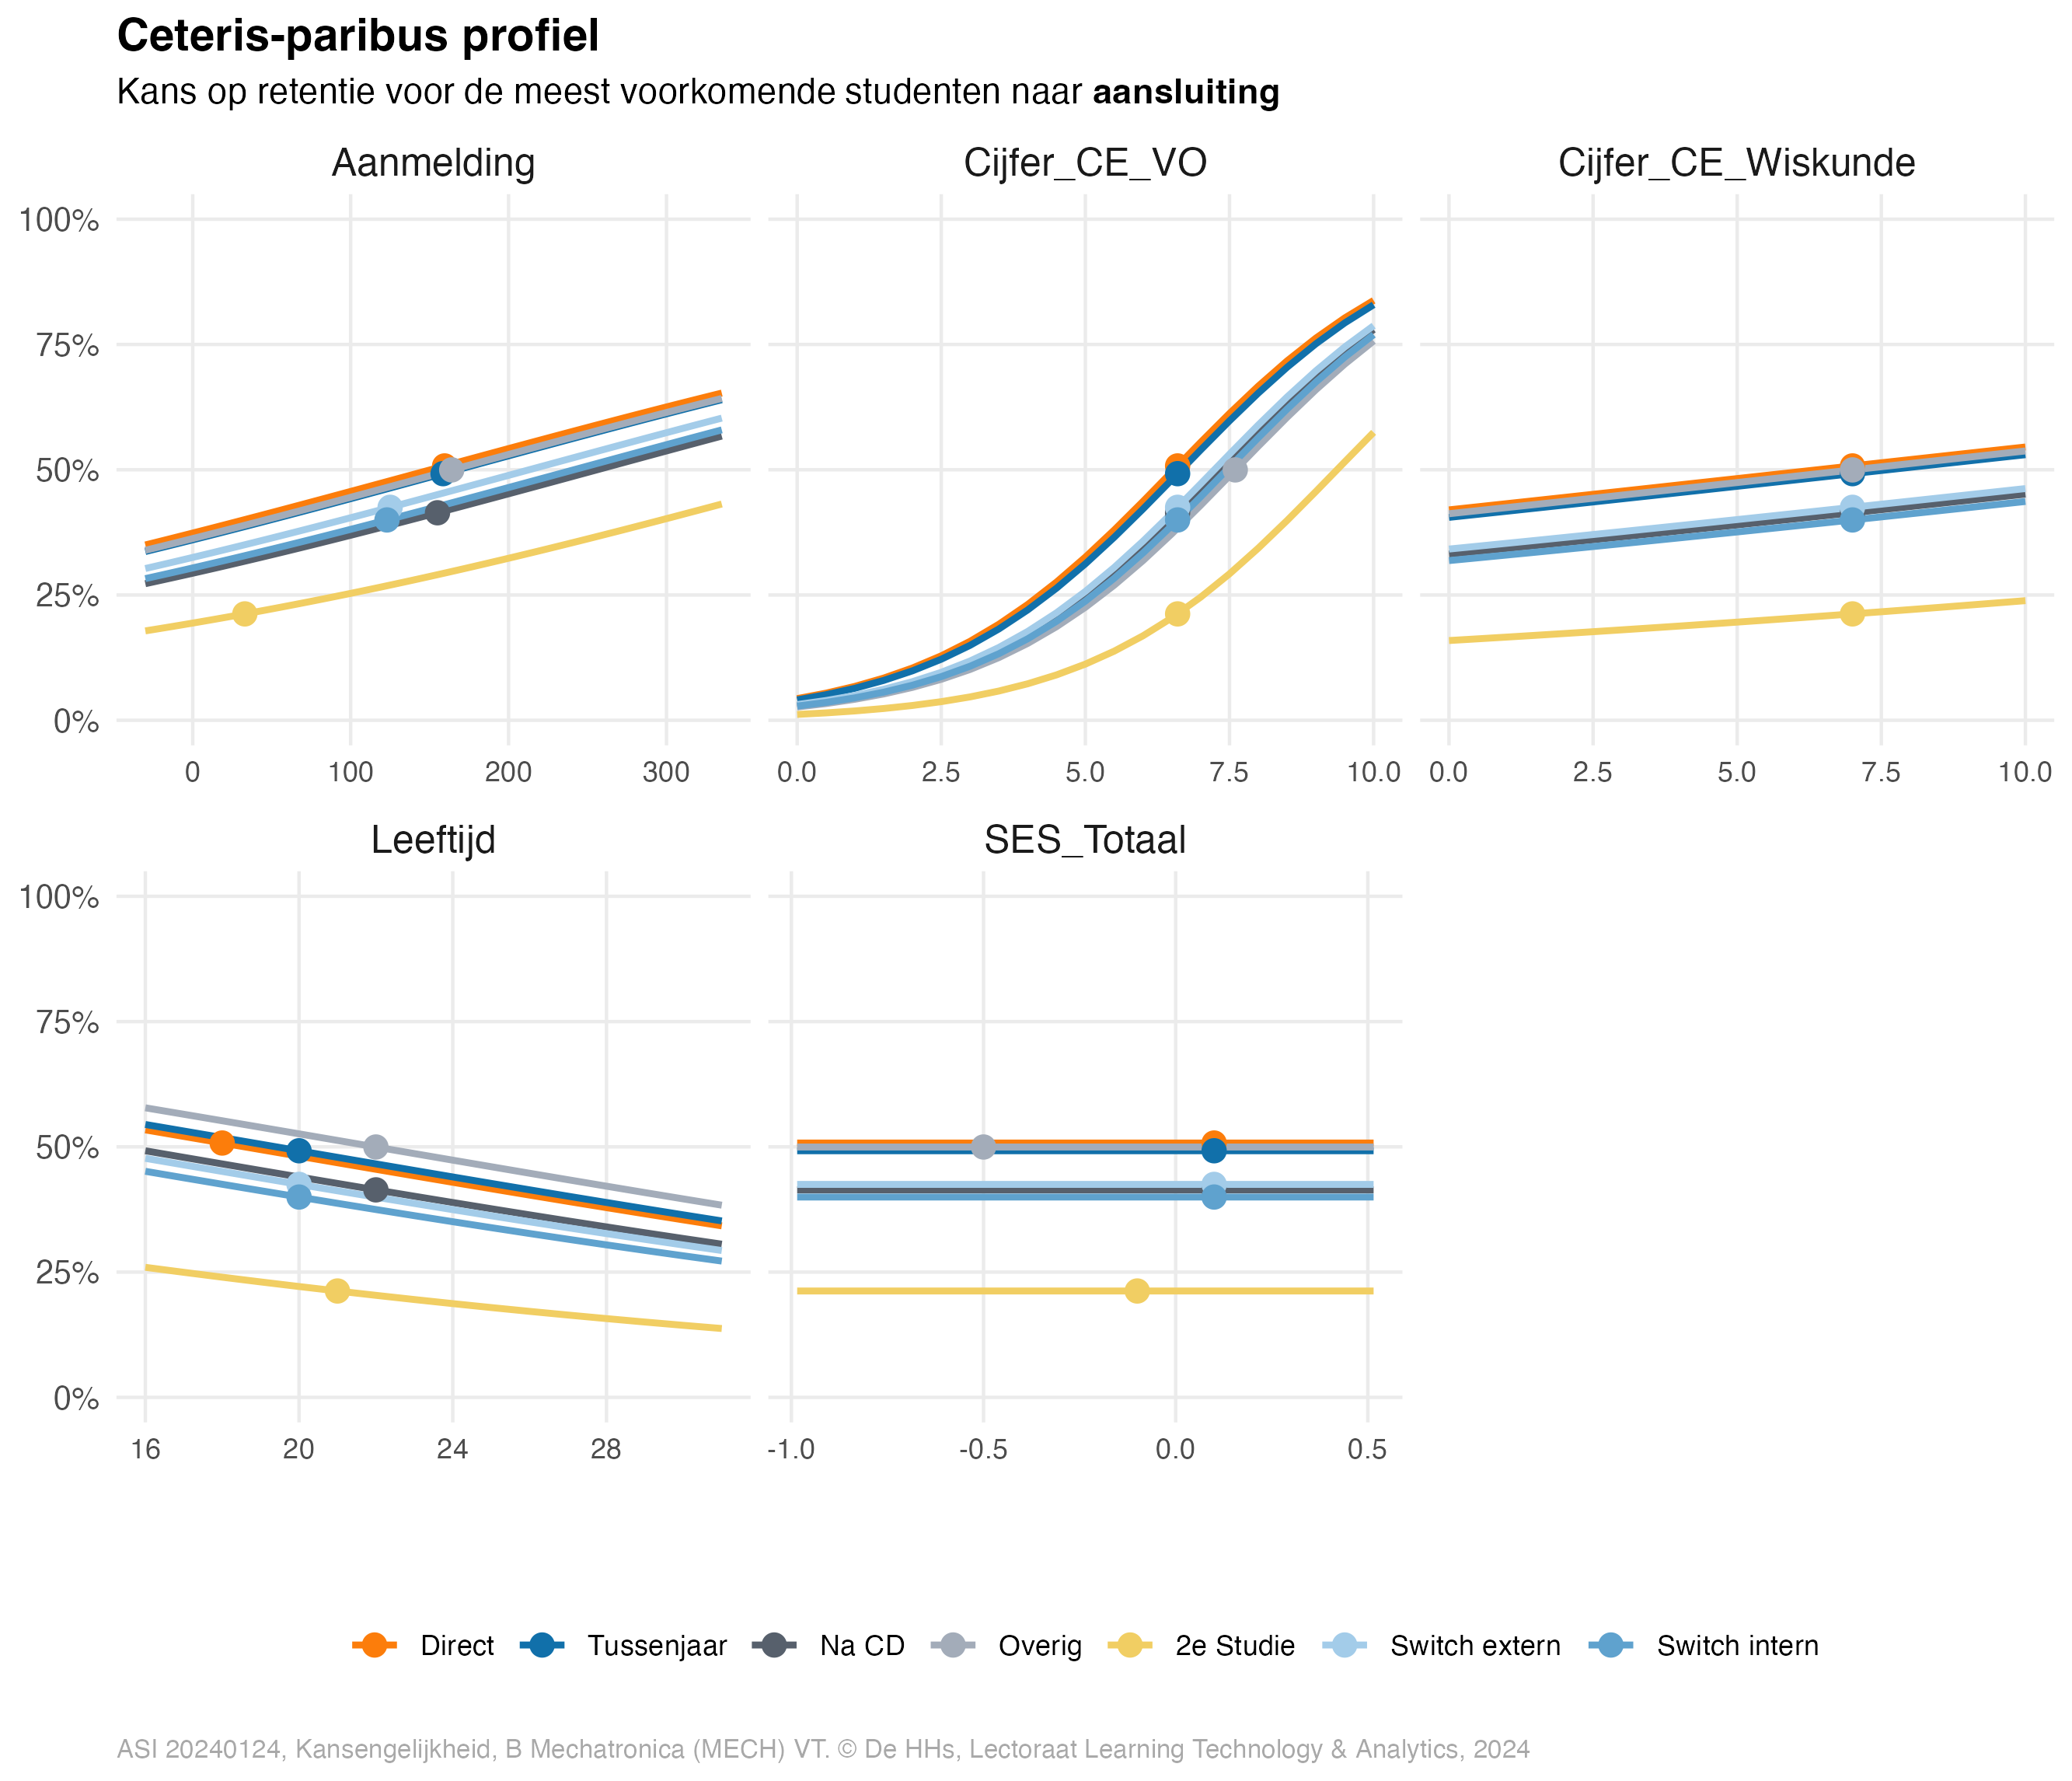 Ceteris-paribus profiel
Kans op retentie voor de meest voorkomende studenten naar aansluiting
Aanmelding Cijfer_CE_VO Cijfer_CE_Wiskunde
100%
75%
50%
25%
0%
0 100 200 300 0.0 2.5 5.0 7.5 10.0 0.0 2.5 5.0 7.5 10.0
Leeftijd SES_Totaal
100%
75%
50%
25%
0%
16 20 24 28 -1.0 -0.5 0.0 0.5
Direct Tussenjaar Na CD Overig 2e Studie Switch extern Switch intern
ASI 20240124, Kansengelijkheid, B Mechatronica (MECH) VT. © De HHs, Lectoraat Learning Technology & Analytics, 2024